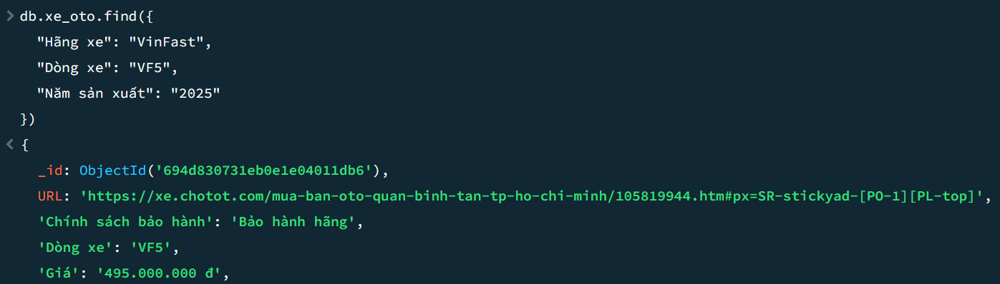 > db.xe_oto.find({
"Hãng xe": "VinFast",
"Dòng xe": "VF5",
"Năm sản xuất": "2025"
})
< {
_id: ObjectId('694d830731eb0e1e04011db6'),
URL: 'https://xe.chotot.com/mua-ban-oto-quan-binh-tan-tp-ho-chi-minh/105819944.htm#px=SR-stickyad-[PO-1][PL-top]',
'Chính sách bảo hành': 'Bảo hành hãng',
'Dòng xe': 'VF5',
'Giá': '495.000.000 đ',